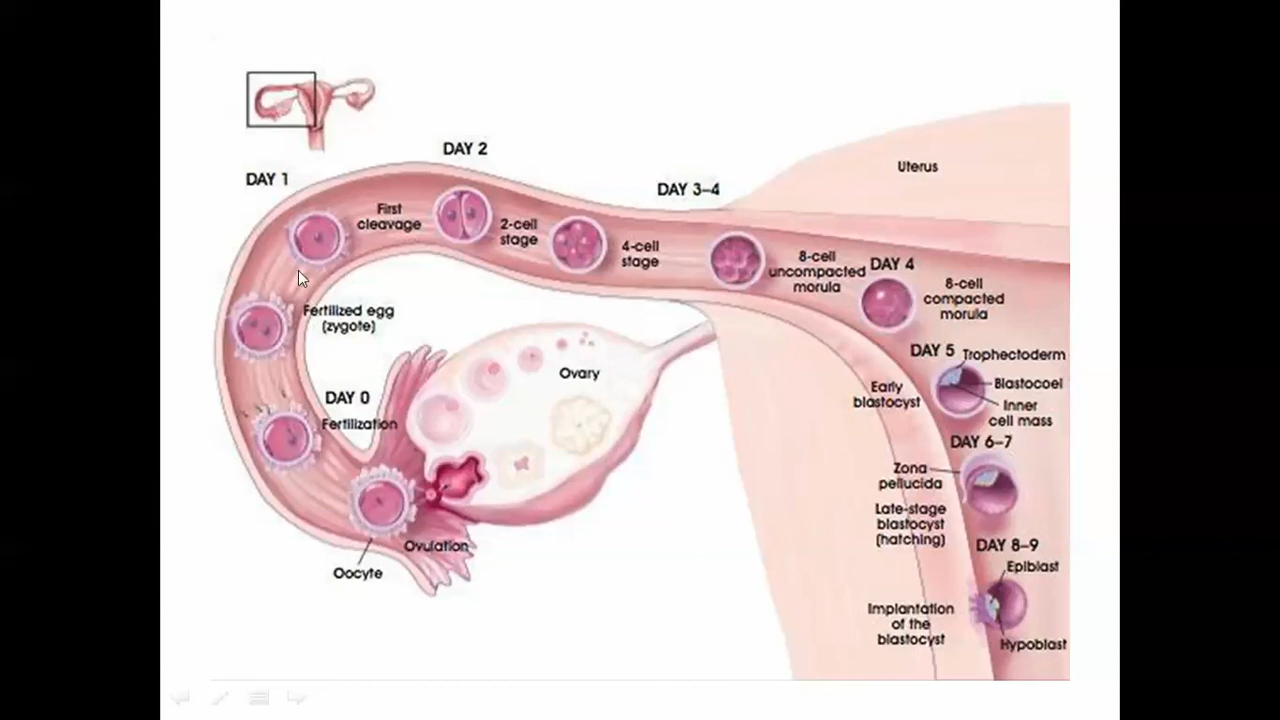 DAY 2
DAY 1
DAY 3–4
Uterus
First
cleavage
2-cell
stage
4-cell
stage
8-cell
uncompacted
morula
DAY 4
8-cell
compacted
morula
Fertilized egg
(zygote)
DAY 0
Fertilization
Ovary
DAY 5
Trophectoderm
Blastocoel
Early
blastocyst
Inner
cell mass
DAY 6–7
Zona
pellucida
Late-stage
blastocyst
(hatching)
Ovulation
Oocyte
DAY 8–9
Epiblast
Implantation
of the
blastocyst
Hypoblast